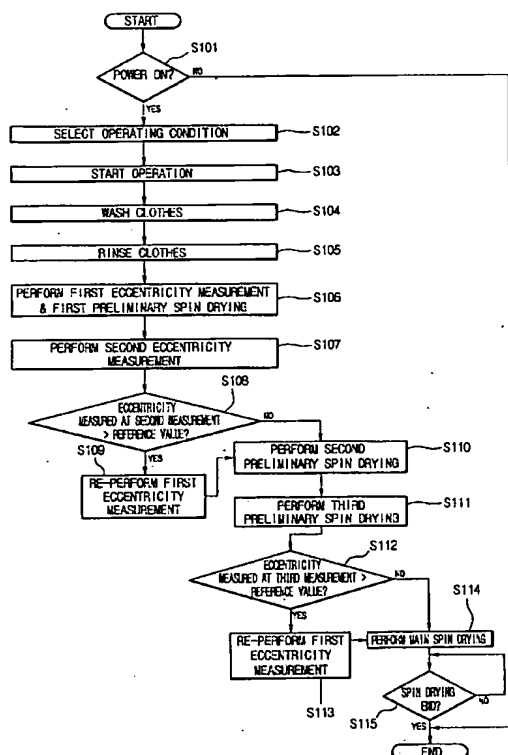 START
S101
POWER ON?
NO
YES
SELECT OPERATING CONDITION
S102
START OPERATION
S103
WASH CLOTHES
S104
RINSE CLOTHES
S105
PERFORM FIRST ECCENTRICITY MEASUREMENT
& FIRST PRELIMINARY SPIN DRYING
S106
PERFORM SECOND ECCENTRICITY
MEASUREMENT
S107
S108
ECCENTRICITY
MEASURED AT SECOND MEASUREMENT
> REFERENCE VALUE?
NO
YES
S109
RE-PERFORM FIRST
ECCENTRICITY
MEASUREMENT
PERFORM SECOND
PRELIMINARY SPIN DRYING
S110
PERFORM THIRD
PRELIMINARY SPIN DRYING
S111
S112
ECCENTRICITY
MEASURED AT THIRD MEASUREMENT >
REFERENCE VALUE?
NO
YES
S114
RE-PERFORM FIRST
ECCENTRICITY
MEASUREMENT
S113
PERFORM MAIN SPIN DRYING
SPIN DRYING
END?
NO
S115
YES
END